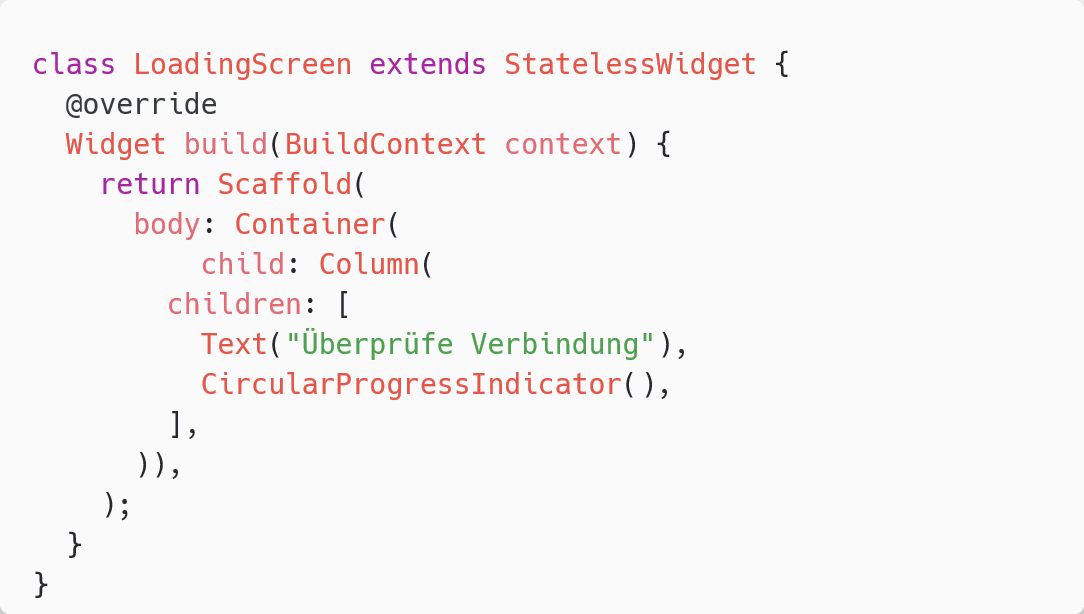 class LoadingScreen extends StatelessWidget {
  @override
  Widget build(BuildContext context) {
    return Scaffold(
      body: Container(
          child: Column(
        children: [
          Text("Überprüfe Verbindung"),
          CircularProgressIndicator(),
        ],
      )),
    );
  }
}